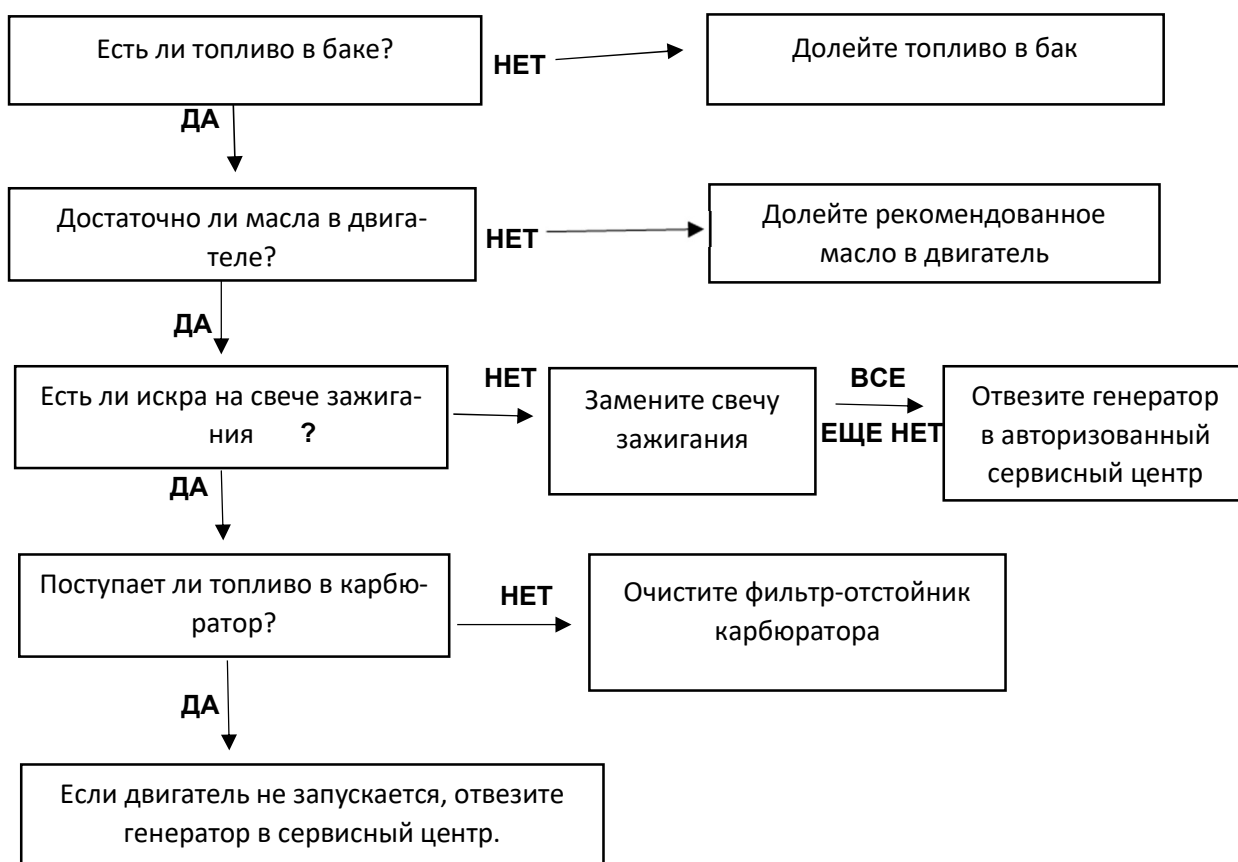 Есть ли топливо в баке?
НЕТ
Долейте топливо в бак
ДА
Достаточно ли масла в двига-
теле?
НЕТ
Долейте рекомендованное
масло в двигатель
ДА
Есть ли искра на свече зажига-
ния ?
НЕТ
Замените свечу
зажигания
ВСЕ
ЕЩЕ НЕТ
Отвезите генератор
в авторизованный
сервисный центр
ДА
Поступает ли топливо в карбю-
ратор?
НЕТ
Очистите фильтр-отстойник
карбюратора
ДА
Если двигатель не запускается, отвезите
генератор в сервисный центр.